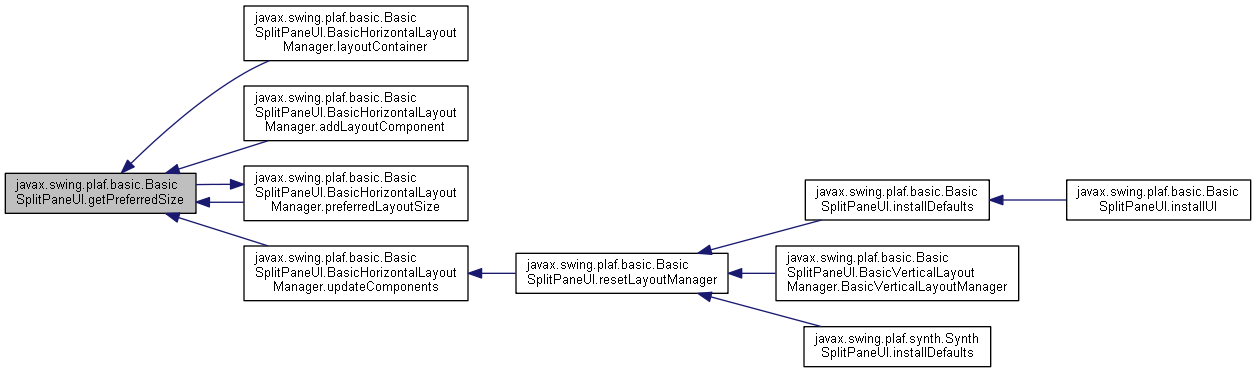 javax.swing.plaf.basic.Basic
SplitPaneUI.getPreferredSize
javax.swing.plaf.basic.Basic
SplitPaneUI.BasicHorizontalLayout
Manager.layoutContainer
javax.swing.plaf.basic.Basic
SplitPaneUI.BasicHorizontalLayout
Manager.addLayoutComponent
javax.swing.plaf.basic.Basic
SplitPaneUI.BasicHorizontalLayout
Manager.preferredLayoutSize
javax.swing.plaf.basic.Basic
SplitPaneUI.BasicHorizontalLayout
Manager.updateComponents
javax.swing.plaf.basic.Basic
SplitPaneUI.resetLayoutManager
javax.swing.plaf.basic.Basic
SplitPaneUI.installDefaults
javax.swing.plaf.basic.Basic
SplitPaneUI.installUI
javax.swing.plaf.basic.Basic
SplitPaneUI.BasicVerticalLayout
Manager.BasicVerticalLayoutManager
javax.swing.plaf.synth.Synth
SplitPaneUI.installDefaults